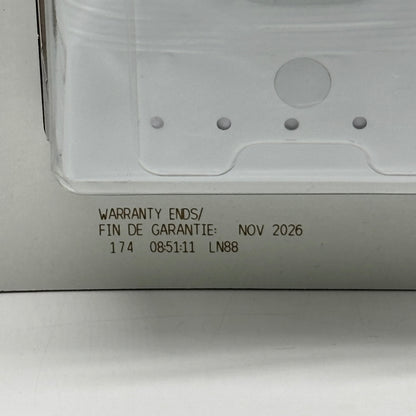 WARRANTY ENDS/
FIN DE GARANTIE: NOV 2026
174 08:51:11 LN88